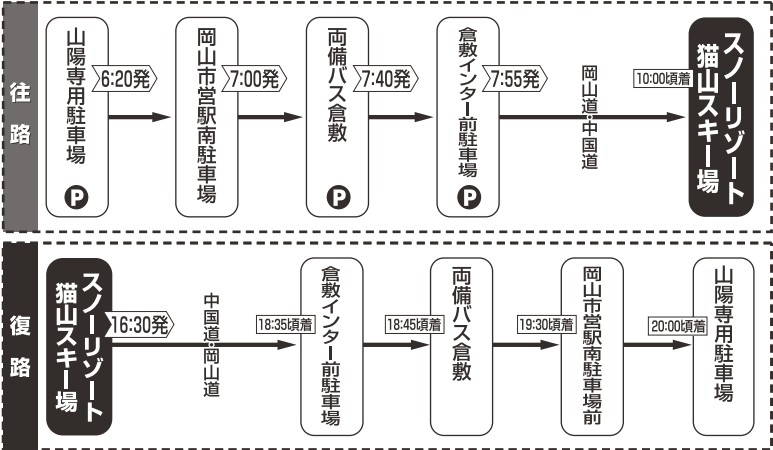 往路
山陽専用駐車場
P
6:20発
岡山市営駅南駐車場
7:00発
両備バス倉敷
P
7:40発
倉敷インター前駐車場
P
7:55発
岡山道・中国道
10:00頃着
スノーリゾート
猫山スキー場
復路
スノーリゾート
猫山スキー場
16:30発
中国道・岡山道
18:35頃着
倉敷インター前駐車場
18:45頃着
両備バス倉敷
19:30頃着
岡山市営駅南駐車場前
20:00頃着
山陽専用駐車場